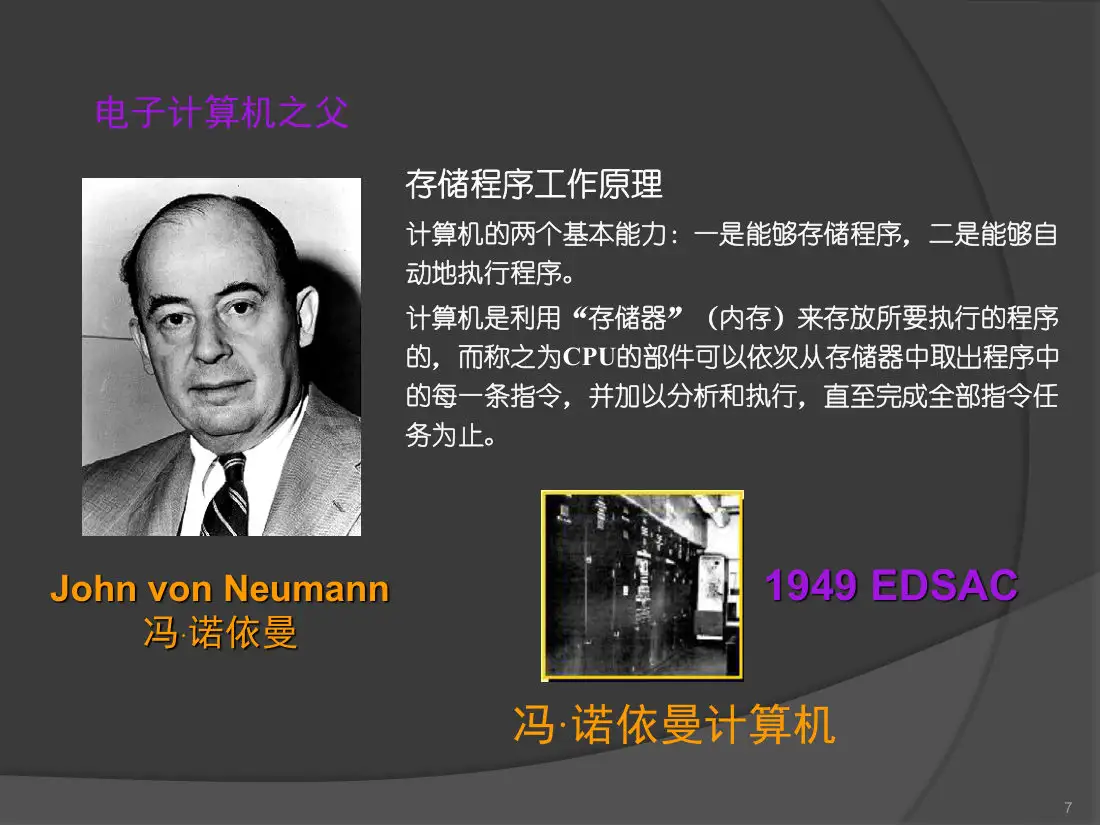 电子计算机之父
存储程序工作原理
计算机的两个基本能力：一是能够存储程序，二是能够自
动地执行程序。
计算机是利用“存储器”（内存）来存放所要执行的程序
的，而称之为CPU的部件可以依次从存储器中取出程序中
的每一条指令，并加以分析和执行，直至完成全部指令任
务为止。
John von Neumann
冯·诺依曼
1949 EDSAC
冯·诺依曼计算机
7